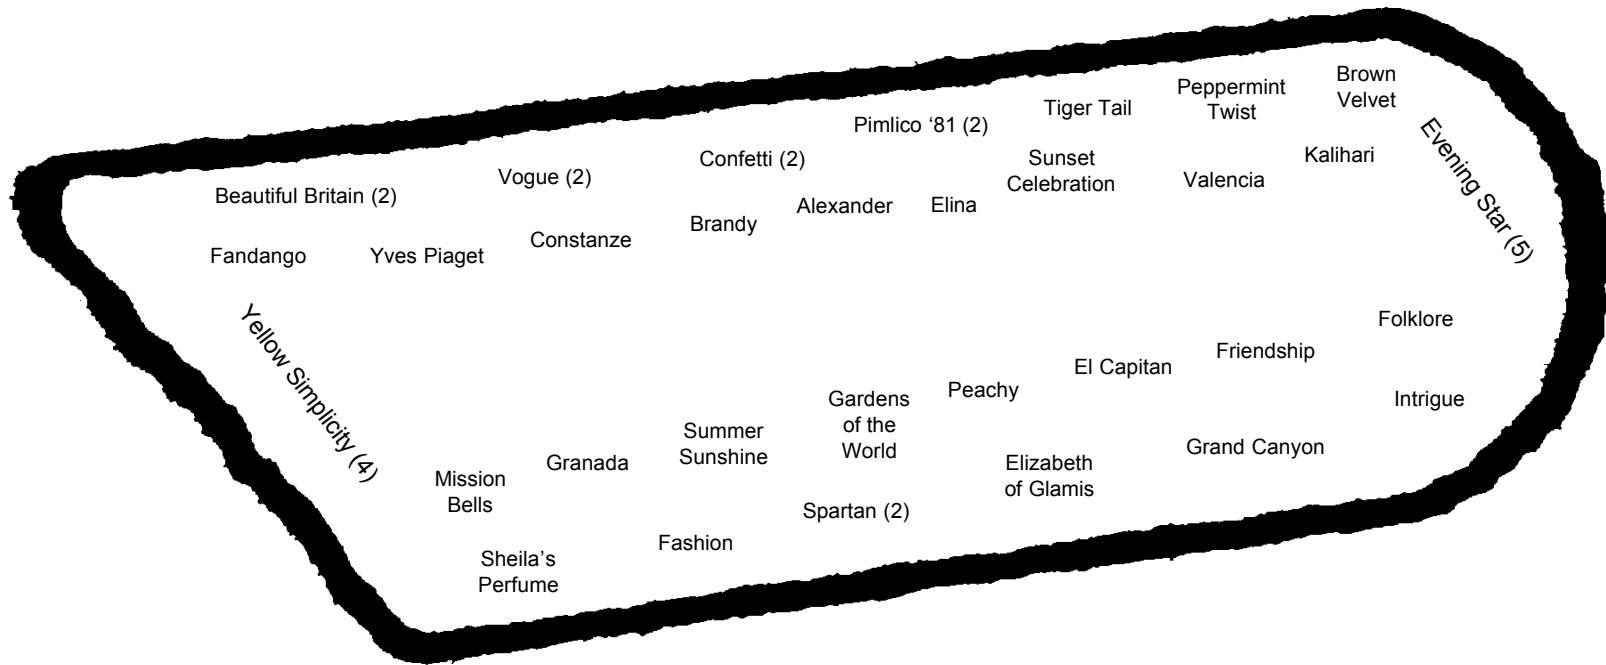 Brown
Velvet
Peppermint
Twist
Tiger Tail
Pimlico ‘81 (2)
Evening Star (5)
Confetti (2)
Vogue (2)
Beautiful Britain (2)
Kalihari
Valencia
Sunset
Celebration
Elina
Alexander
Brandy
Constanze
Yves Piaget
Fandango
Yellow Simplicity (4)
Folklore
Friendship
El Capitan
Peachy
Gardens
of the
World
Summer
Sunshine
Granada
Mission
Bells
Intrigue
Grand Canyon
Elizabeth
of Glamis
Spartan (2)
Fashion
Sheila’s
Perfume